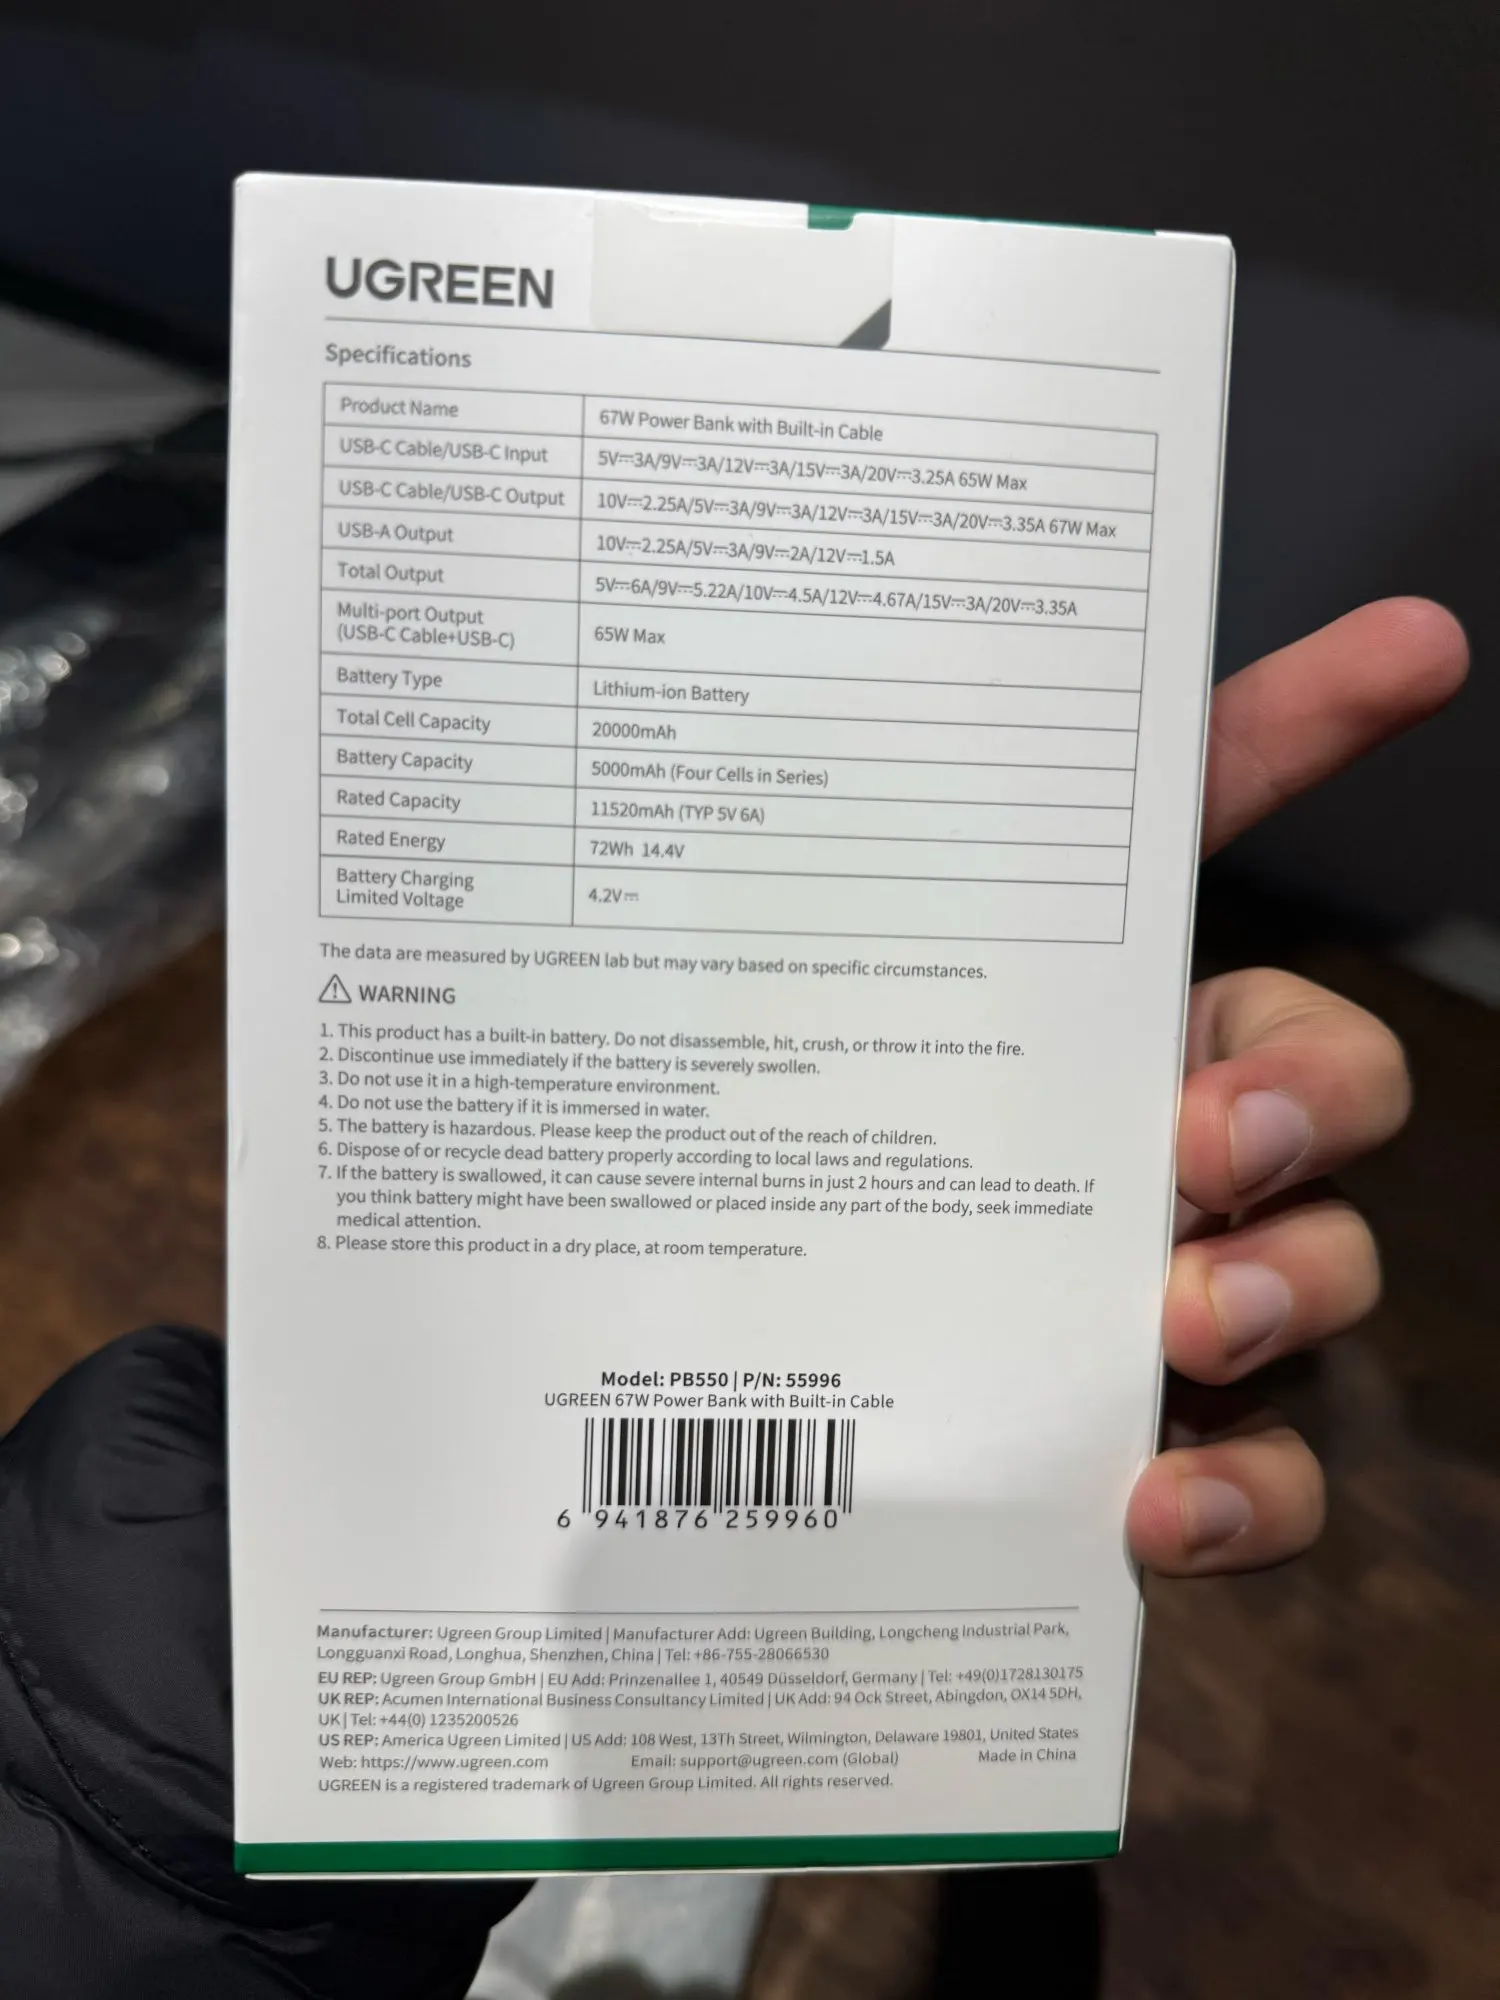 UGREEN
Specifications
Product Name 67W Power Bank with Built-in Cable
USB-C Cable/USB-C Input 5V⎓3A/9V⎓3A/12V⎓3A/15V⎓3A/20V⎓3.25A 65W Max
USB-C Cable/USB-C Output 10V⎓2.25A/5V⎓3A/9V⎓3A/12V⎓3A/15V⎓3A/20V⎓3.35A 67W Max
USB-A Output 10V⎓2.25A/5V⎓3A/9V⎓2A/12V⎓1.5A
Total Output 5V⎓6A/9V⎓5.22A/10V⎓4.5A/12V⎓4.67A/15V⎓3A/20V⎓3.35A
Multi-port Output
(USB-C Cable+USB-C) 65W Max
Battery Type Lithium-ion Battery
Total Cell Capacity 20000mAh
Battery Capacity 5000mAh (Four Cells in Series)
Rated Capacity 11520mAh (TYP 5V 6A)
Rated Energy 72Wh 14.4V
Battery Charging
Limited Voltage 4.2V⎓
The data are measured by UGREEN lab but may vary based on specific circumstances.
WARNING
1. This product has a built-in battery. Do not disassemble, hit, crush, or throw it into the fire.
2. Discontinue use immediately if the battery is severely swollen.
3. Do not use it in a high-temperature environment.
4. Do not use the battery if it is immersed in water.
5. The battery is hazardous. Please keep the product out of the reach of children.
6. Dispose of or recycle dead battery properly according to local laws and regulations.
7. If the battery is swallowed, it can cause severe internal burns in just 2 hours and can lead to death. If
you think battery might have been swallowed or placed inside any part of the body, seek immediate
medical attention.
8. Please store this product in a dry place, at room temperature.
Model: PB550 | P/N: 55996
UGREEN 67W Power Bank with Built-in Cable
6 941876 259960
Manufacturer: Ugreen Group Limited | Manufacturer Add: Ugreen Building, Longcheng Industrial Park,
Longguanxi Road, Longhua, Shenzhen, China | Tel: +86-755-28066530
EU REP: Ugreen Group GmbH | EU Add: Prinzenallee 1, 40549 Düsseldorf, Germany | Tel: +49(0)1728130175
UK REP: Acumen International Business Consultancy Limited | UK Add: 94 Ock Street, Abingdon, OX14 5DH,
UK | Tel: +44(0) 1235200526
US REP: America Ugreen Limited | US Add: 108 West, 13Th Street, Wilmington, Delaware 19801, United States
Web: https://www.ugreen.com Email: support@ugreen.com (Global) Made in China
UGREEN is a registered trademark of Ugreen Group Limited. All rights reserved.